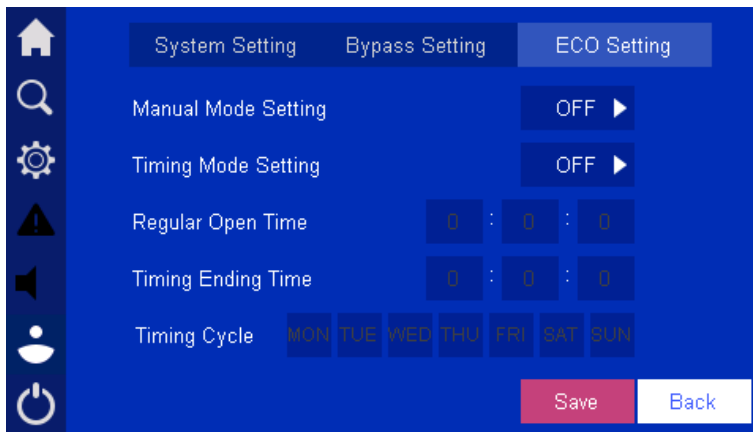 System Setting Bypass Setting ECO Setting
Manual Mode Setting OFF
Timing Mode Setting OFF
Regular Open Time 0 : 0 : 0
Timing Ending Time 0 : 0 : 0
Timing Cycle MON TUE WED THU FRI SAT SUN
Save Back